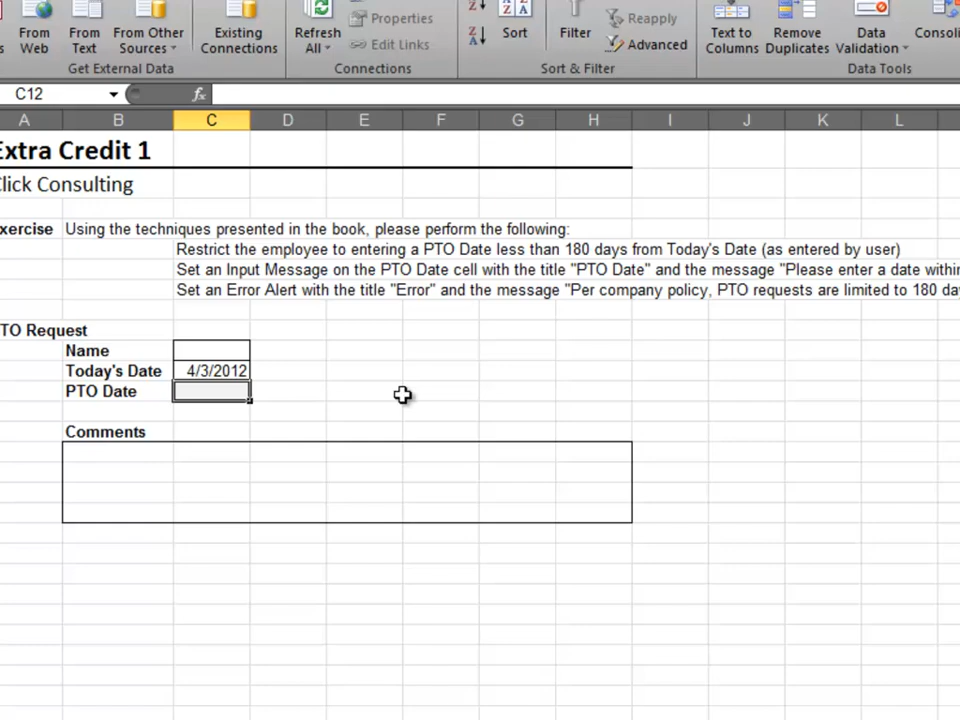 From Web
From Text
From Other Sources
Existing Connections
Refresh All
Properties
Edit Links
Sort
Filter
Reapply
Advanced
Text to Columns
Remove Duplicates
Data Validation
Consoli
Get External Data
Connections
Sort & Filter
Data Tools
C12
fx
A B C D E F G H I J K L
Extra Credit 1
Click Consulting
xercise Using the techniques presented in the book, please perform the following:
Restrict the employee to entering a PTO Date less than 180 days from Today's Date (as entered by user)
Set an Input Message on the PTO Date cell with the title "PTO Date" and the message "Please enter a date within
Set an Error Alert with the title "Error" and the message "Per company policy, PTO requests are limited to 180 da
TO Request
Name
Today's Date 4/3/2012
PTO Date
Comments